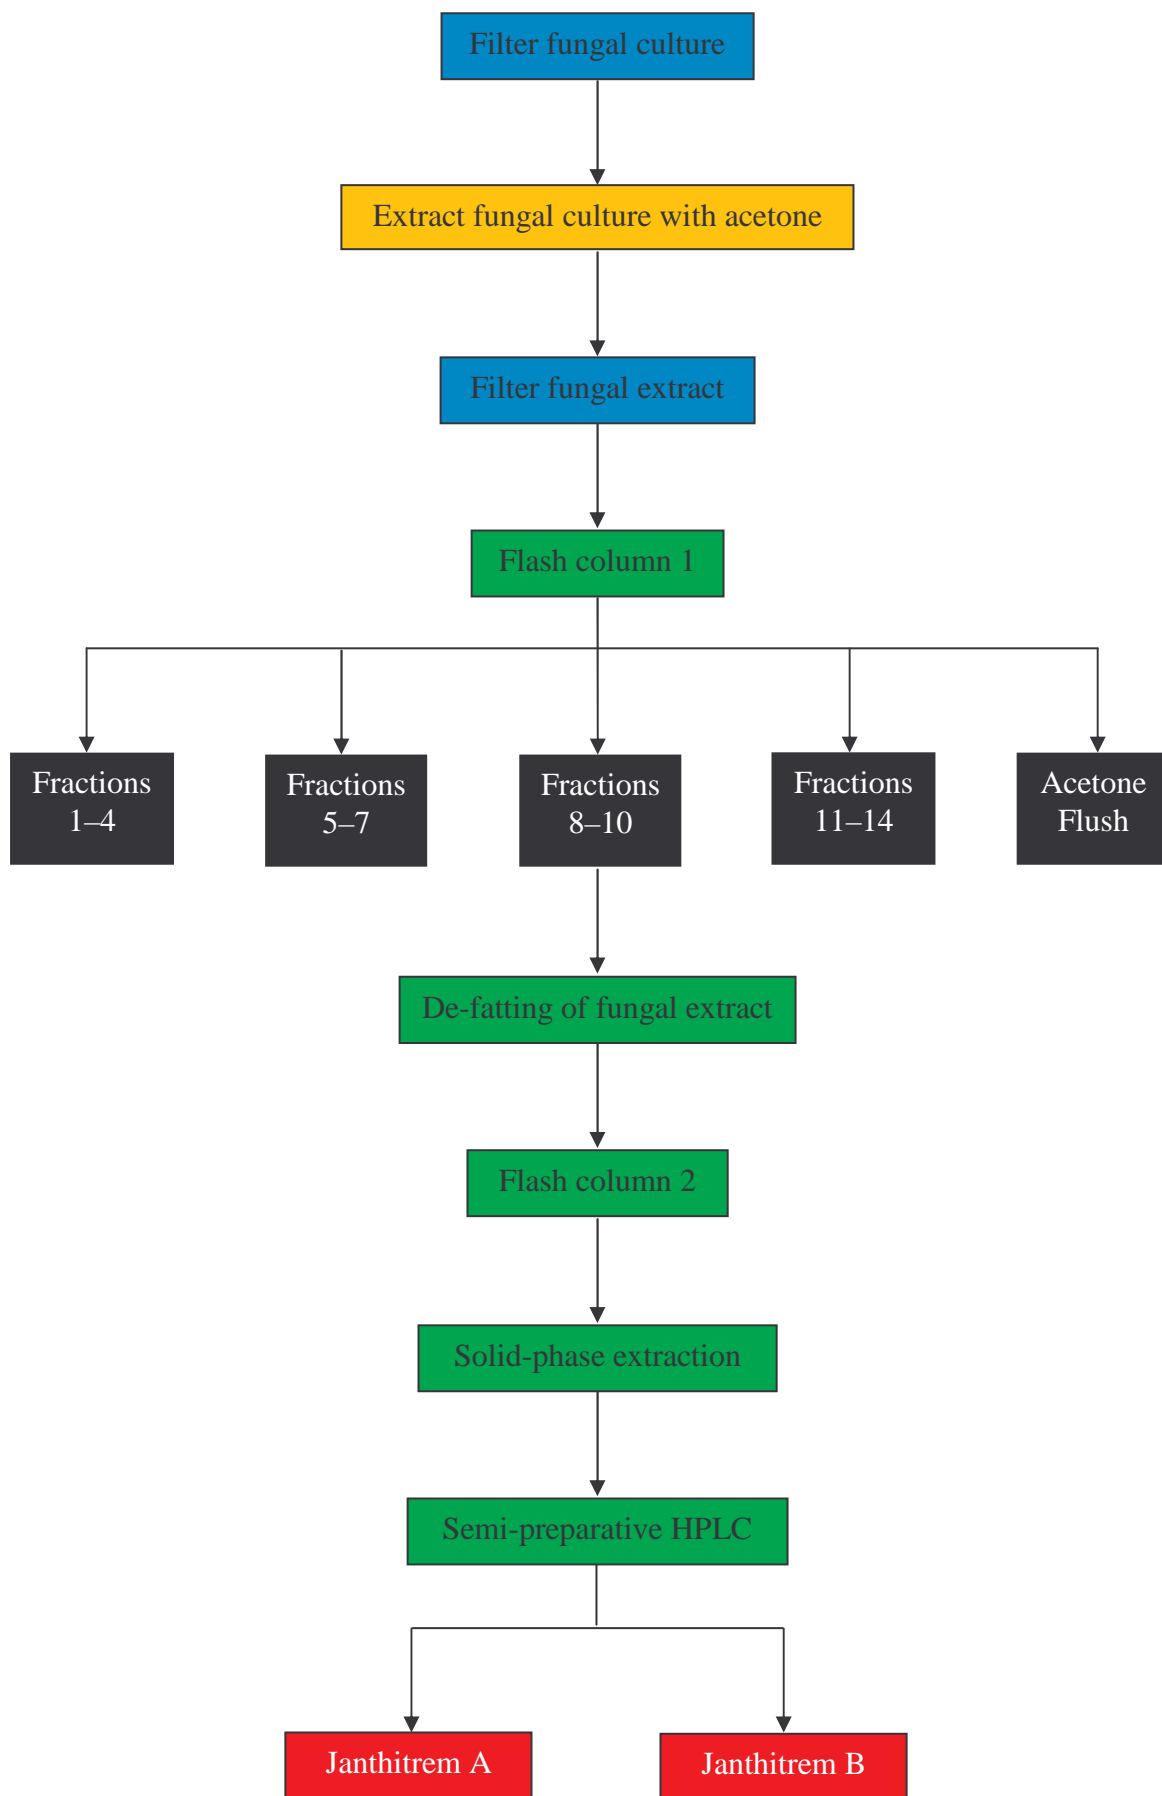 Filter fungal culture
Extract fungal culture with acetone
Filter fungal extract
Flash column 1
Fractions
1–4
Fractions
5–7
Fractions
8–10
Fractions
11–14
Acetone
Flush
De-fatting of fungal extract
Flash column 2
Solid-phase extraction
Semi-preparative HPLC
Janthitrem A
Janthitrem B